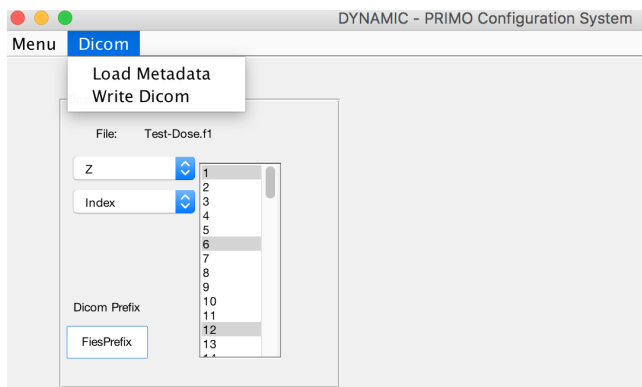 DYNAMIC - PRIMO Configuration System
Menu Dicom
Load Metadata
Write Dicom
File: Test-Dose.f1
Z
Index
1
2
3
4
5
6
7
8
9
10
11
12
13
Dicom Prefix
FiesPrefix